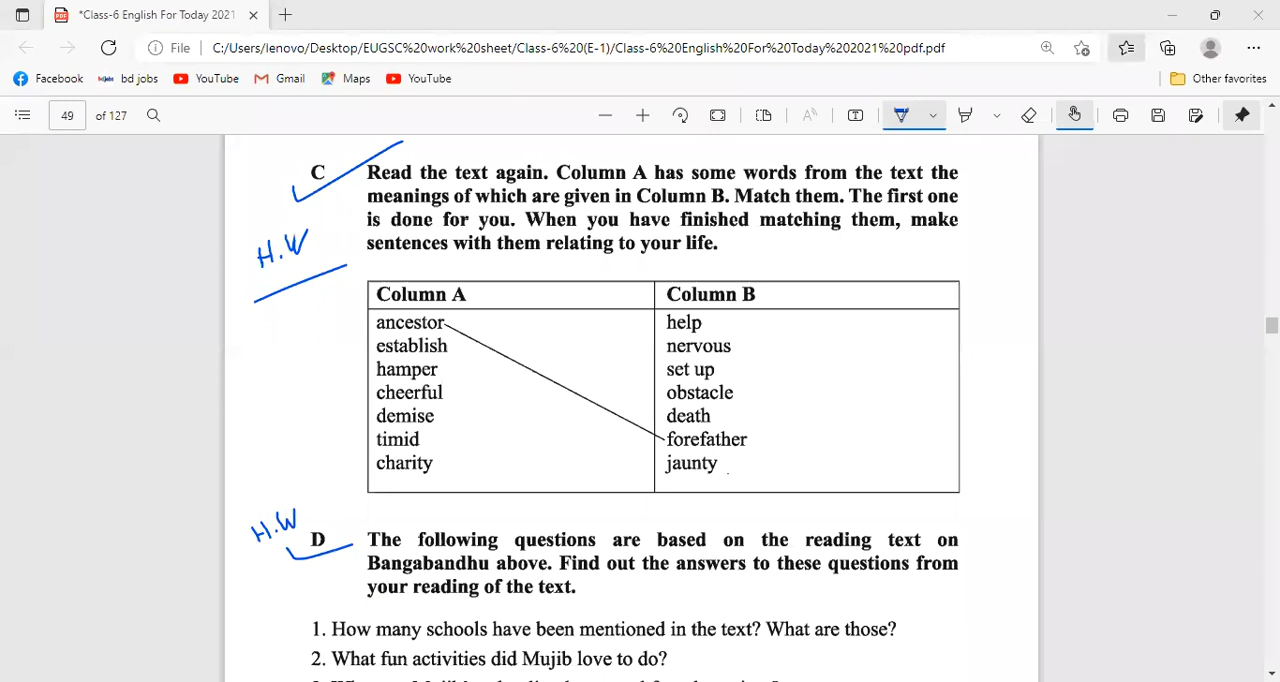 *Class-6 English For Today 2021
File
C:/Users/lenovo/Desktop/EUGSC%20work%20sheet/Class-6%20(E-1)/Class-6%20English%20For%20Today%202021%20pdf.pdf
Facebook
bd jobs
YouTube
Gmail
Maps
YouTube
Other favorites
49 of 127
C Read the text again. Column A has some words from the text the
meanings of which are given in Column B. Match them. The first one
is done for you. When you have finished matching them, make
sentences with them relating to your life.
H.W
Column A Column B
ancestor help
establish nervous
hamper set up
cheerful obstacle
demise death
timid forefather
charity jaunty
H.W
D The following questions are based on the reading text on
Bangabandhu above. Find out the answers to these questions from
your reading of the text.
1. How many schools have been mentioned in the text? What are those?
2. What fun activities did Mujib love to do?